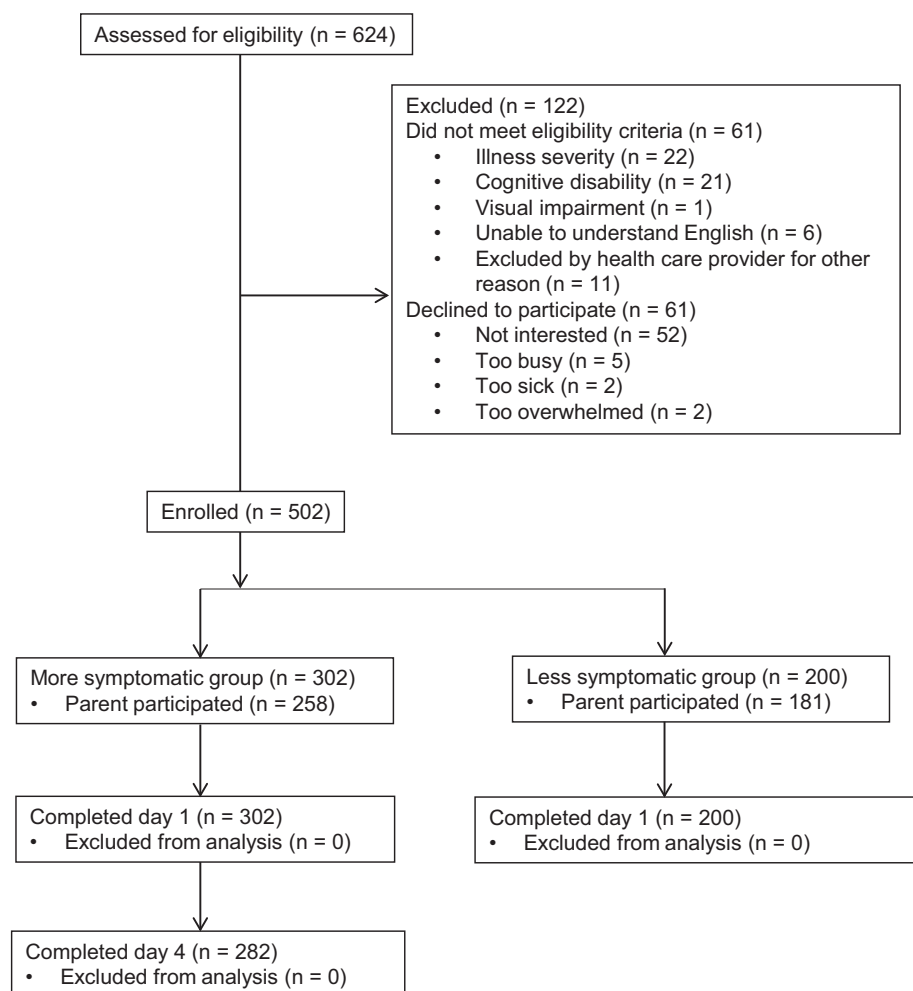 Assessed for eligibility (n = 624)
Excluded (n = 122)
Did not meet eligibility criteria (n = 61)
• Illness severity (n = 22)
• Cognitive disability (n = 21)
• Visual impairment (n = 1)
• Unable to understand English (n = 6)
• Excluded by health care provider for other
reason (n = 11)
Declined to participate (n = 61)
• Not interested (n = 52)
• Too busy (n = 5)
• Too sick (n = 2)
• Too overwhelmed (n = 2)
Enrolled (n = 502)
More symptomatic group (n = 302)
• Parent participated (n = 258)
Less symptomatic group (n = 200)
• Parent participated (n = 181)
Completed day 1 (n = 302)
• Excluded from analysis (n = 0)
Completed day 1 (n = 200)
• Excluded from analysis (n = 0)
Completed day 4 (n = 282)
• Excluded from analysis (n = 0)